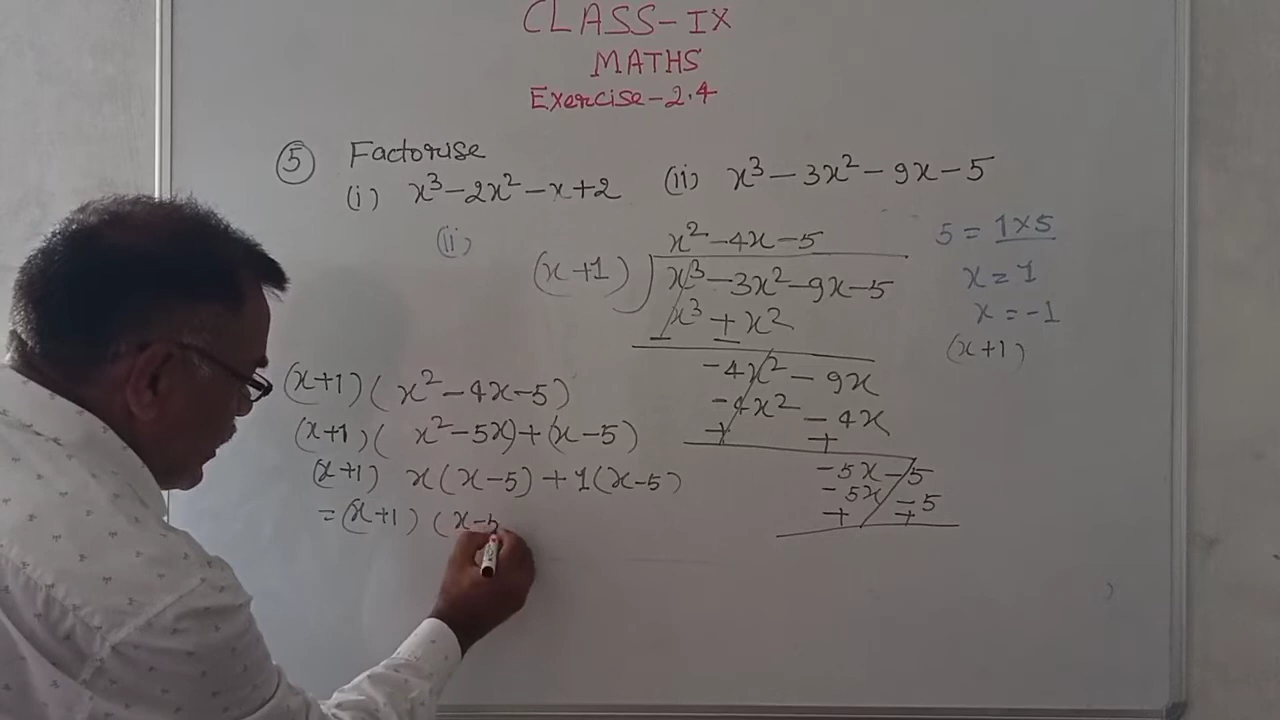 CLASS-IX
MATHS
Exercise-2.4
(5) Factorise
(i) x³-2x²-x+2 (ii) x³-3x²-9x-5
(ii)
x²-4x-5
(x+1) x³-3x²-9x-5
x³+x²
- -
-4x²-9x
-4x²-4x
+ +
-5x-5
-5x-5
+ +
5 = 1×5
x = 1
x = -1
(x+1)
(x+1)(x²-4x-5)
(x+1)( x²-5x)+(x-5)
(x+1) x(x-5)+1(x-5)
=(x+1)(x-5